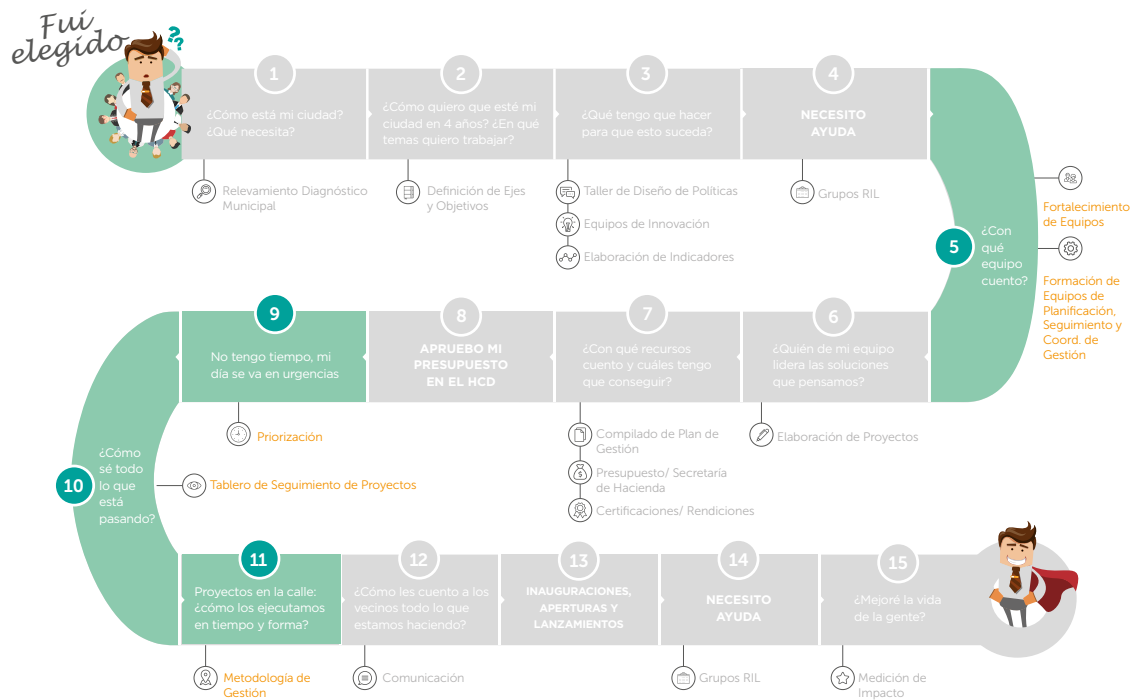 Fui
elegido
??
1
¿Cómo está mi ciudad?
¿Qué necesita?
Relevamiento Diagnóstico
Municipal
2
¿Cómo quiero que esté mi
ciudad en 4 años? ¿En qué
temas quiero trabajar?
Definición de Ejes
y Objetivos
3
¿Qué tengo que hacer
para que esto suceda?
Taller de Diseño de Políticas
Equipos de Innovación
Elaboración de Indicadores
4
NECESITO
AYUDA
Grupos RIL
5
¿Con
qué
equipo
cuento?
Fortalecimiento
de Equipos
Formación de
Equipos de
Planificación,
Seguimiento y
Coord. de
Gestión
6
¿Quién de mi equipo
lidera las soluciones
que pensamos?
Elaboración de Proyectos
7
¿Con qué recursos
cuento y cuáles tengo
que conseguir?
Compilado de Plan de
Gestión
Presupuesto/ Secretaría
de Hacienda
Certificaciones/ Rendiciones
8
APRUEBO MI
PRESUPUESTO
EN EL HCD
9
No tengo tiempo, mi
día se va en urgencias
Priorización
10
¿Cómo
sé todo
lo que
está
pasando?
Tablero de Seguimiento de Proyectos
11
Proyectos en la calle:
¿cómo los ejecutamos
en tiempo y forma?
Metodología de
Gestión
12
¿Cómo les cuento a los
vecinos todo lo que
estamos haciendo?
Comunicación
13
INAUGURACIONES,
APERTURAS Y
LANZAMIENTOS
14
NECESITO
AYUDA
Grupos RIL
15
¿Mejoré la vida
de la gente?
Medición de
Impacto